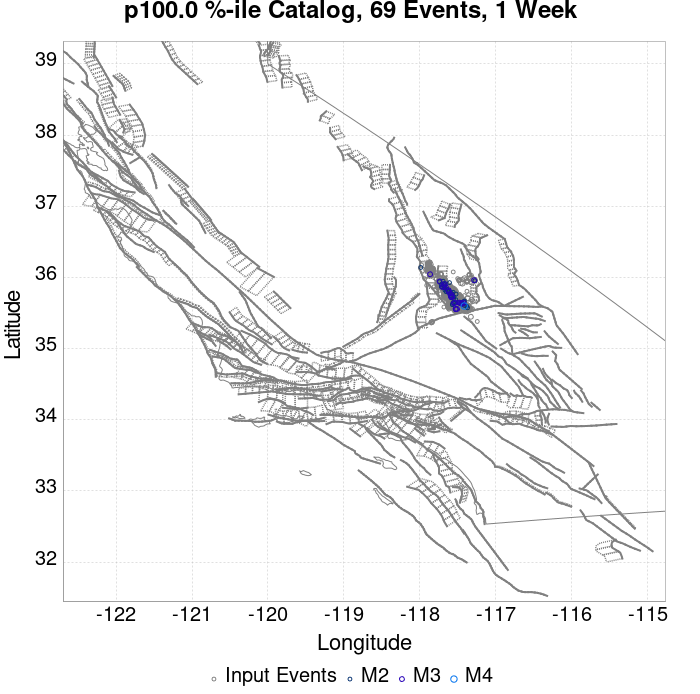 p100.0 %-ile Catalog, 69 Events, 1 Week
39
38
37
36
35
34
33
32
Latitude
-122 -121 -120 -119 -118 -117 -116 -115
Longitude
Input Events M2 M3 M4